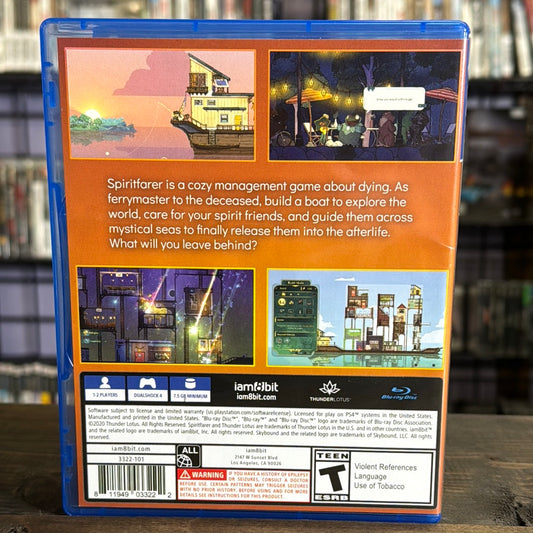 Spiritfarer is a cozy management game about dying. As
ferrymaster to the deceased, build a boat to explore the
world, care for your spirit friends, and guide them across
mystical seas to finally release them into the afterlife.
What will you leave behind?
1-2 PLAYERS
DUALSHOCK 4
1.5 GB MINIMUM
iam8bit
iam8bit.com
THUNDER LOTUS
Blu-ray Disc
Software subject to license and limited warranty (us.playstation.com/softwarelicense). Licensed for play on PS4™ systems in the United States.
Manufactured and printed in the United States. "Blu-ray Disc™", "Blu-ray™" and "Blu-ray Disc™" logo are trademarks of Blu-ray Disc Association.
©2020 Thunder Lotus. All Rights Reserved. Spiritfarer and Thunder Lotus are trademarks of Thunder Lotus in the U.S. and in other countries. iam8bit™
and the related logo are trademarks of iam8bit, Inc. All rights reserved. Skybound and the related logo are trademarks of Skybound, LLC. All rights
reserved.
iam8bit.com
3322-101
8 11949 03322 2
ALL
iam8bit
2147 W Sunset Blvd
Los Angeles, CA 90026
WARNING
IF YOU HAVE A HISTORY OF EPILEPSY
OR SEIZURES, CONSULT A DOCTOR
BEFORE USE. CERTAIN PATTERNS MAY TRIGGER SEIZURES
WITH NO PRIOR HISTORY. BEFORE USING AND FOR MORE
DETAILS SEE INSTRUCTIONS FOR THIS PRODUCT.
TEEN
T
ESRB
Violent References
Language
Use of Tobacco